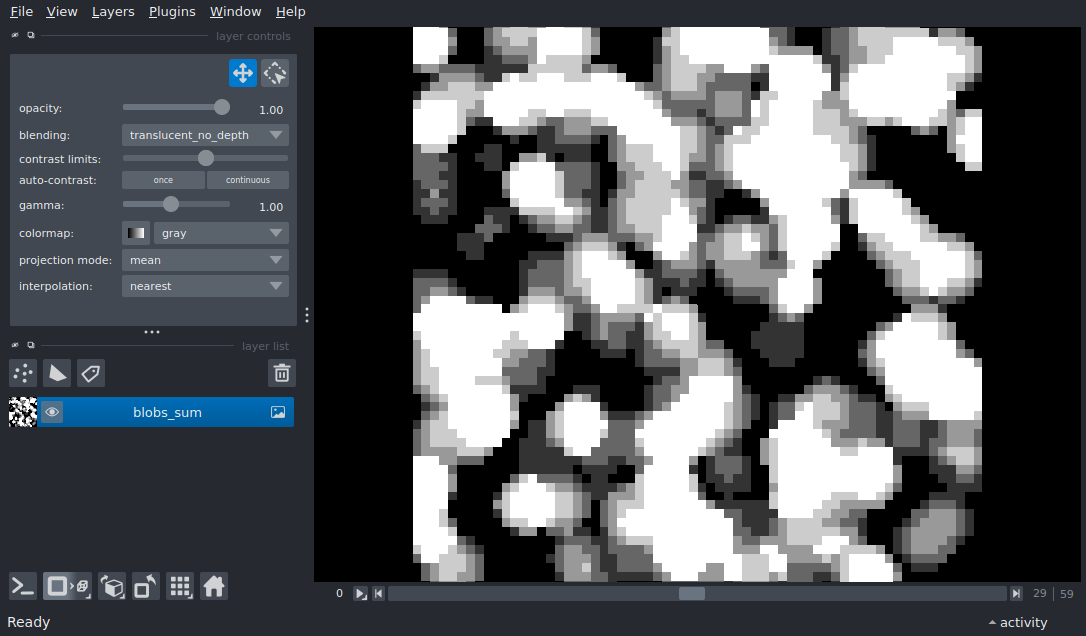 File View Layers Plugins Window Help
layer controls
opacity: 1.00
blending: translucent_no_depth
contrast limits:
auto-contrast: once continuous
gamma: 1.00
colormap: gray
projection mode: mean
interpolation: nearest
layer list
blobs_sum
0 29 59
Ready activity